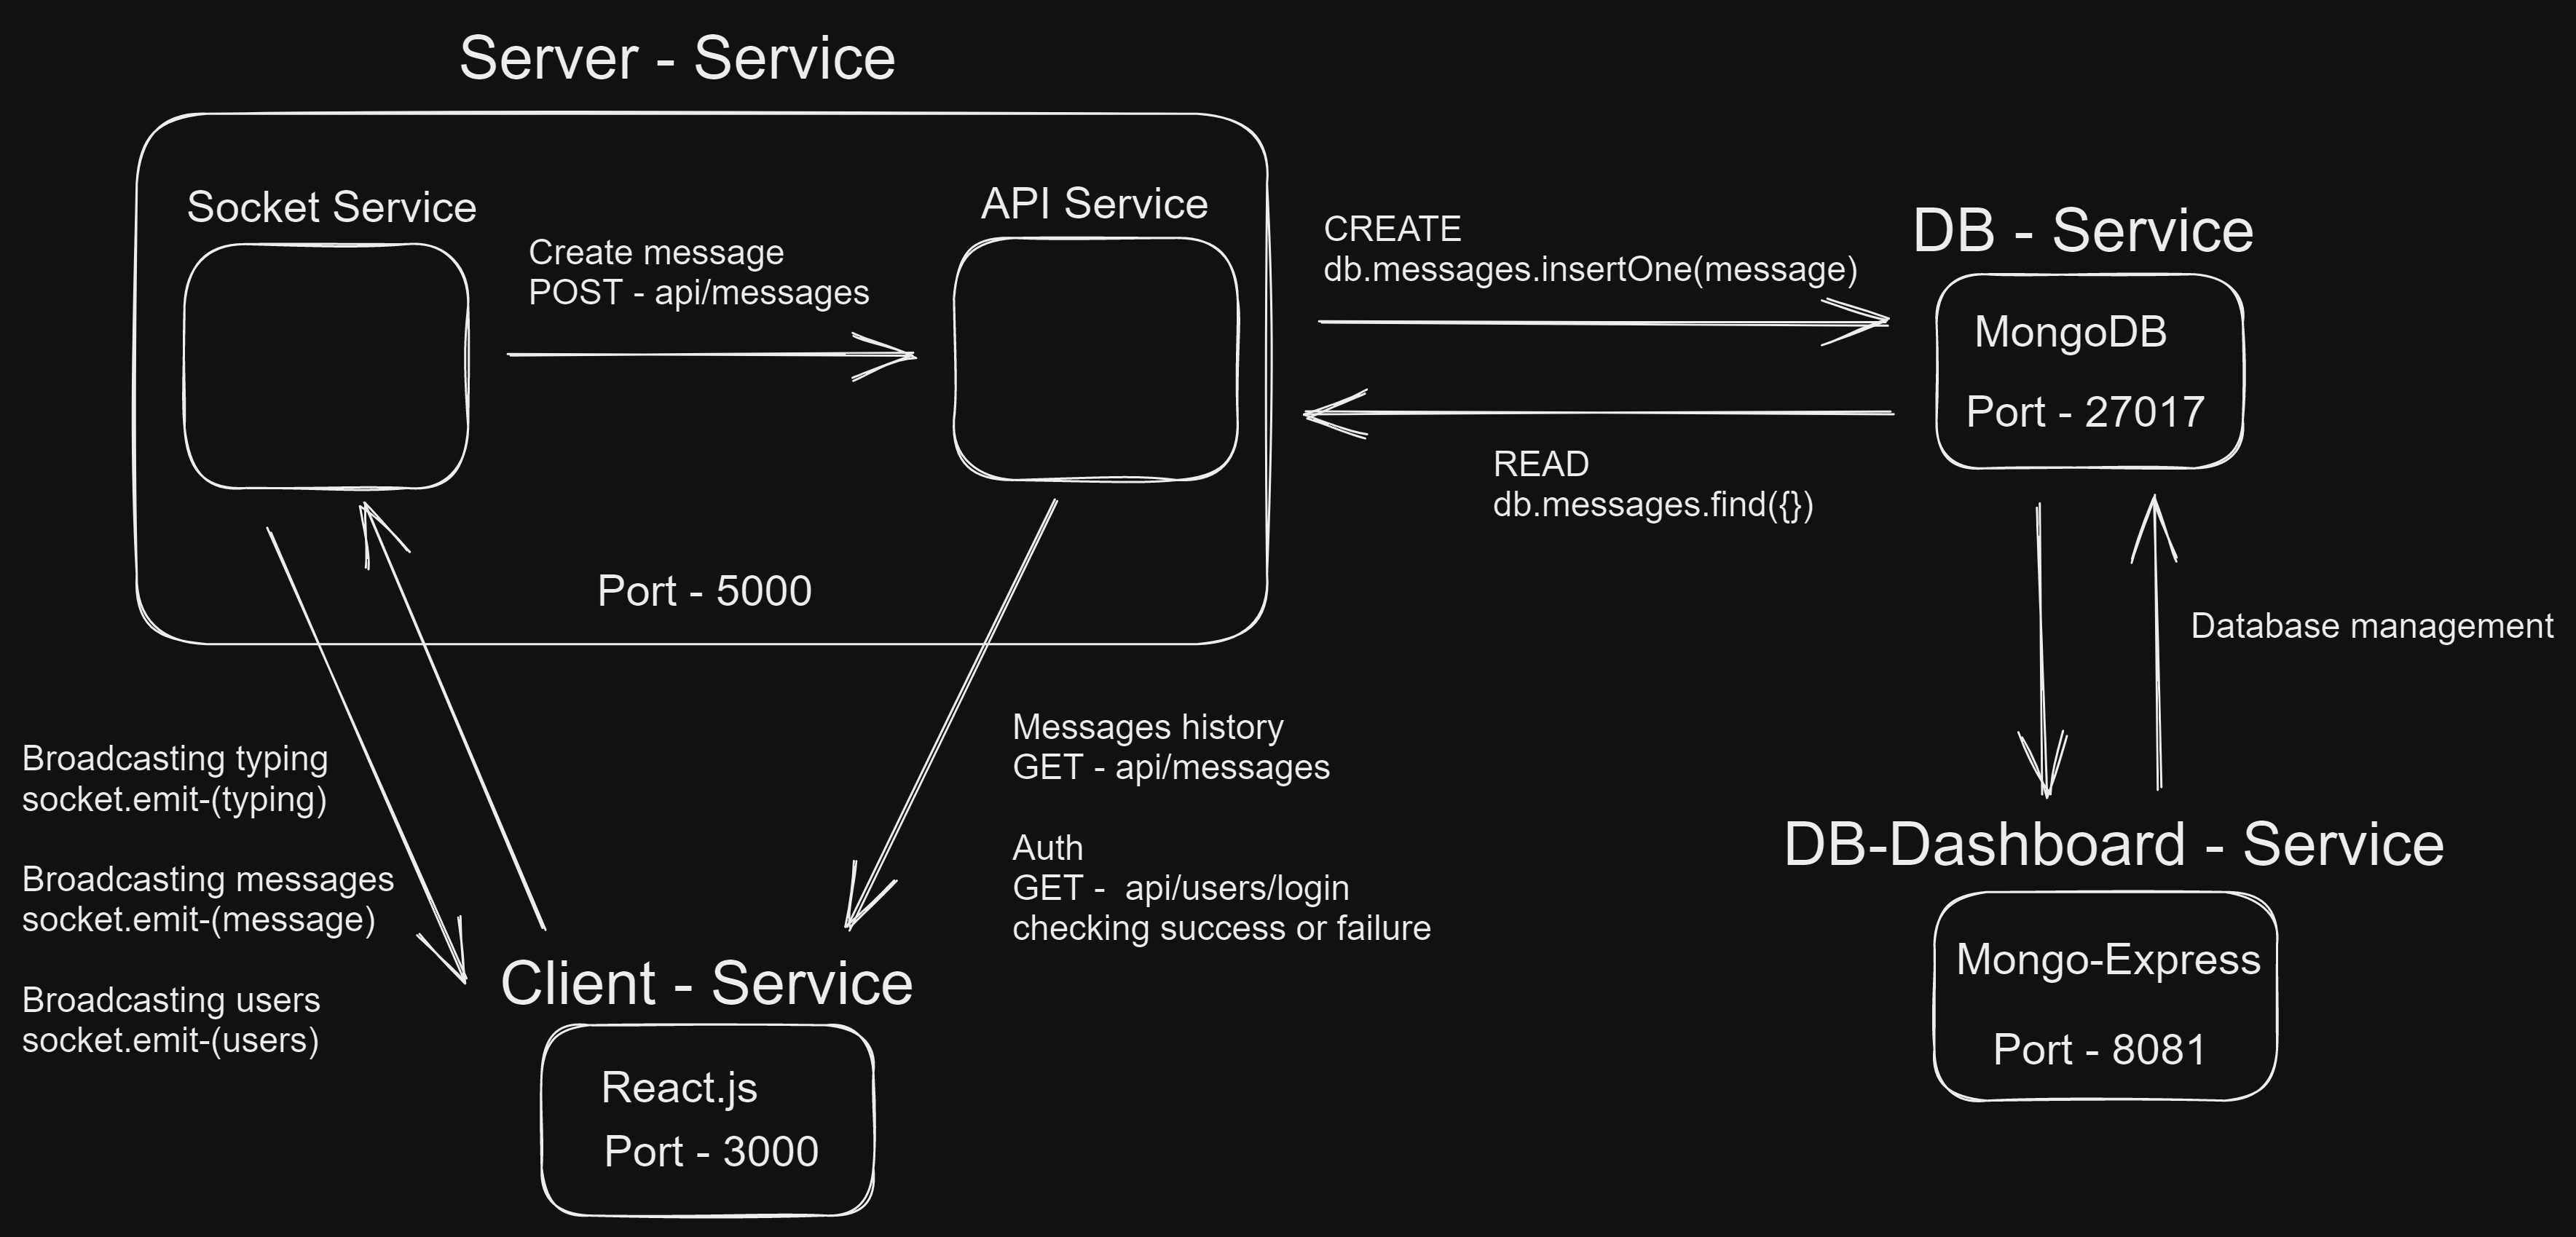 Server - Service
Socket Service
API Service
Create message
POST - api/messages
Port - 5000
CREATE
db.messages.insertOne(message)
READ
db.messages.find({})
DB - Service
MongoDB
Port - 27017
Database management
Broadcasting typing
socket.emit-(typing)
Broadcasting messages
socket.emit-(message)
Broadcasting users
socket.emit-(users)
Messages history
GET - api/messages
Auth
GET -  api/users/login
checking success or failure
Client - Service
React.js
Port - 3000
DB-Dashboard - Service
Mongo-Express
Port - 8081